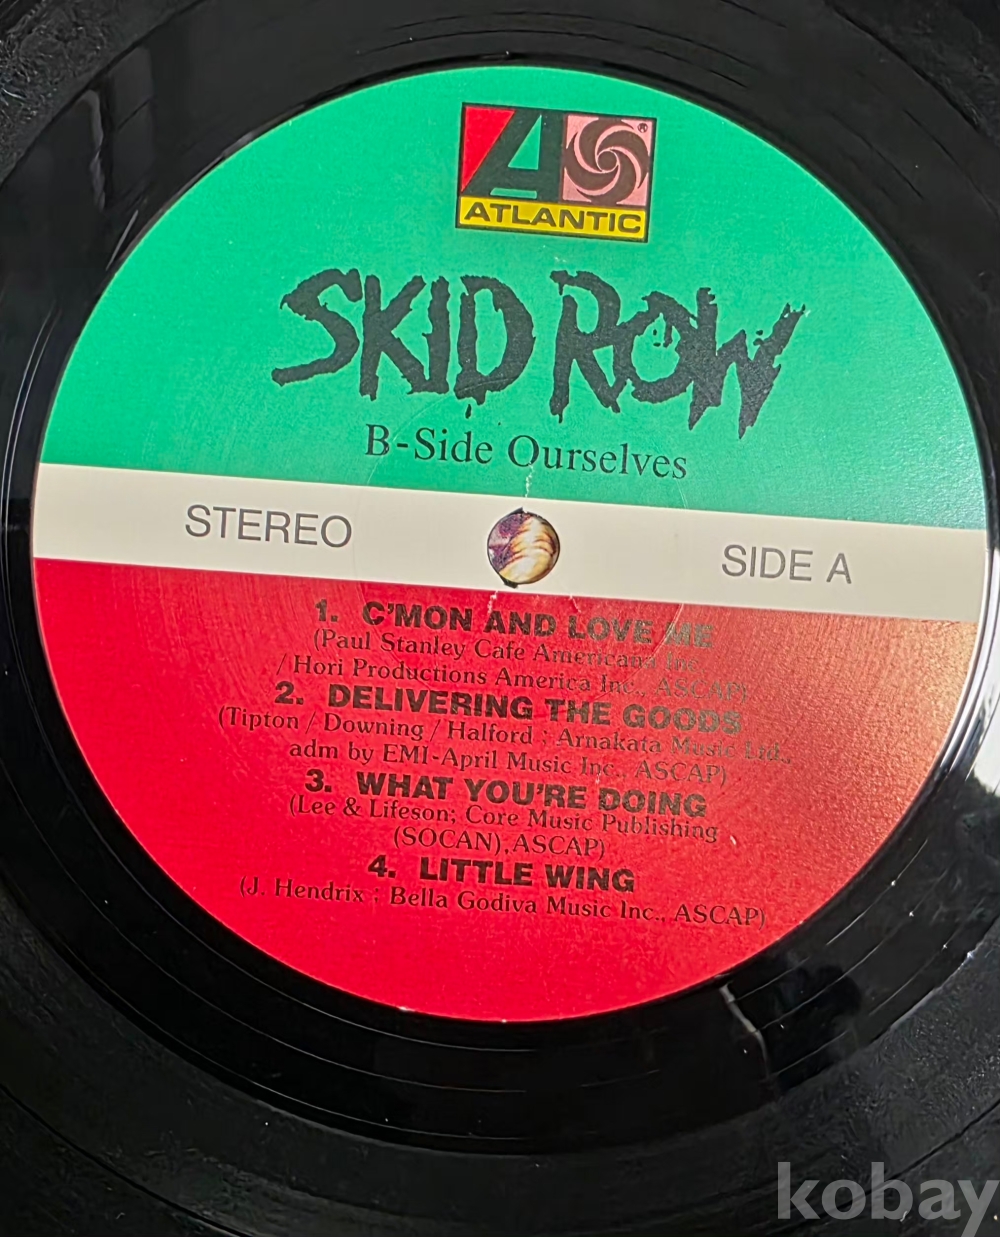 ATLANTIC
®
SKID ROW
B-Side Ourselves
STEREO
SIDE A
1. C'MON AND LOVE ME
(Paul Stanley Cafe Americana Inc.
/ Hori Productions America Inc., ASCAP)
2. DELIVERING THE GOODS
(Tipton / Downing / Halford ; Arnakata Music Ltd.,
adm by EMI-April Music Inc., ASCAP)
3. WHAT YOU'RE DOING
(Lee & Lifeson; Core Music Publishing
(SOCAN), ASCAP)
4. LITTLE WING
(J. Hendrix ; Bella Godiva Music Inc., ASCAP)
kobay